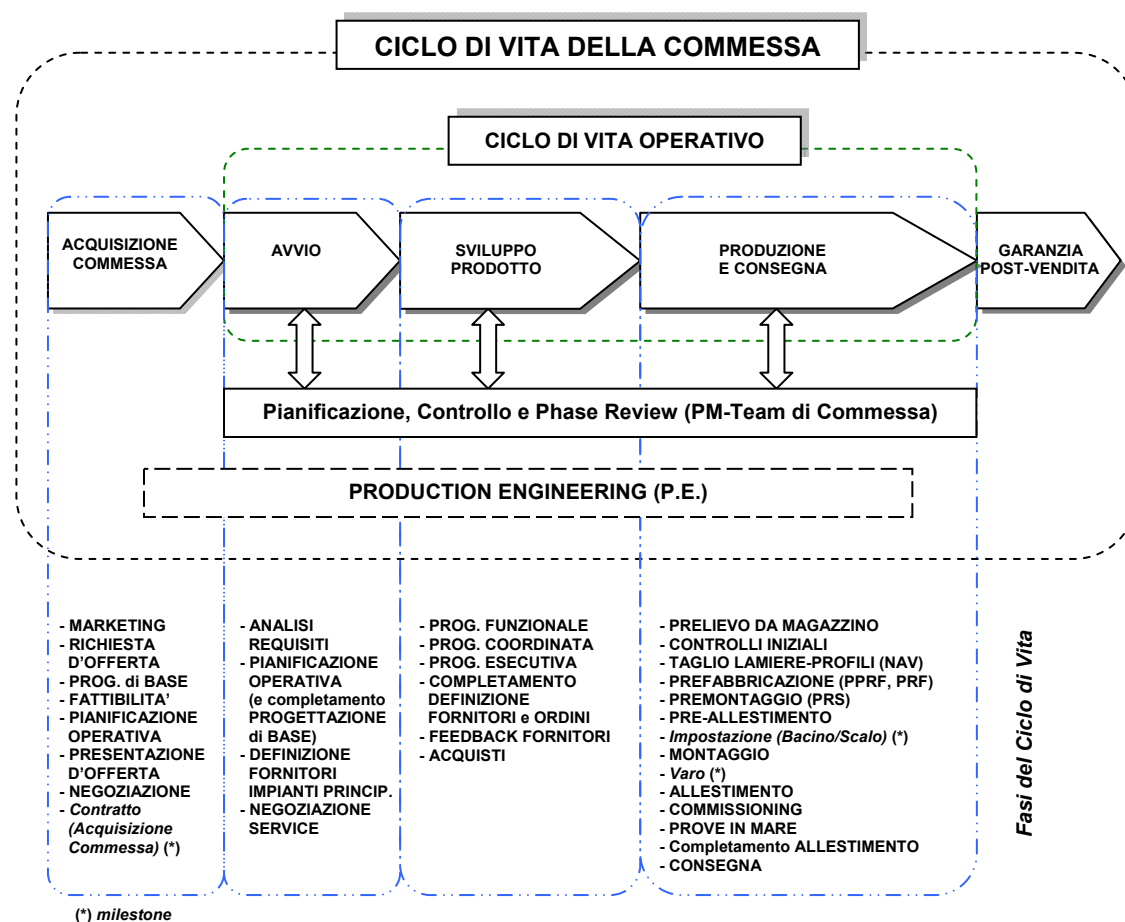 CICLO DI VITA DELLA COMMESSA
CICLO DI VITA OPERATIVO
ACQUISIZIONE
COMMESSA
AVVIO
SVILUPPO
PRODOTTO
PRODUZIONE
E CONSEGNA
GARANZIA
POST-VENDITA
Pianificazione, Controllo e Phase Review (PM-Team di Commessa)
PRODUCTION ENGINEERING (P.E.)
- MARKETING
- RICHIESTA
D'OFFERTA
- PROG. di BASE
- FATTIBILITA'
- PIANIFICAZIONE
OPERATIVA
- PRESENTAZIONE
D'OFFERTA
- NEGOZIAZIONE
- Contratto
(Acquisizione
Commessa) (*)
- ANALISI
REQUISITI
- PIANIFICAZIONE
OPERATIVA
(e completamento
PROGETTAZIONE
di BASE)
- DEFINIZIONE
FORNITORI
IMPIANTI PRINCIP.
- NEGOZIAZIONE
SERVICE
- PROG. FUNZIONALE
- PROG. COORDINATA
- PROG. ESECUTIVA
- COMPLETAMENTO
DEFINIZIONE
FORNITORI e ORDINI
- FEEDBACK FORNITORI
- ACQUISTI
- PRELIEVO DA MAGAZZINO
- CONTROLLI INIZIALI
- TAGLIO LAMIERE-PROFILI (NAV)
- PREFABBRICAZIONE (PPRF, PRF)
- PREMONTAGGIO (PRS)
- PRE-ALLESTIMENTO
- Impostazione (Bacino/Scalo) (*)
- MONTAGGIO
- Varo (*)
- ALLESTIMENTO
- COMMISSIONING
- PROVE IN MARE
- Completamento ALLESTIMENTO
- CONSEGNA
Fasi del Ciclo di Vita
(*) milestone